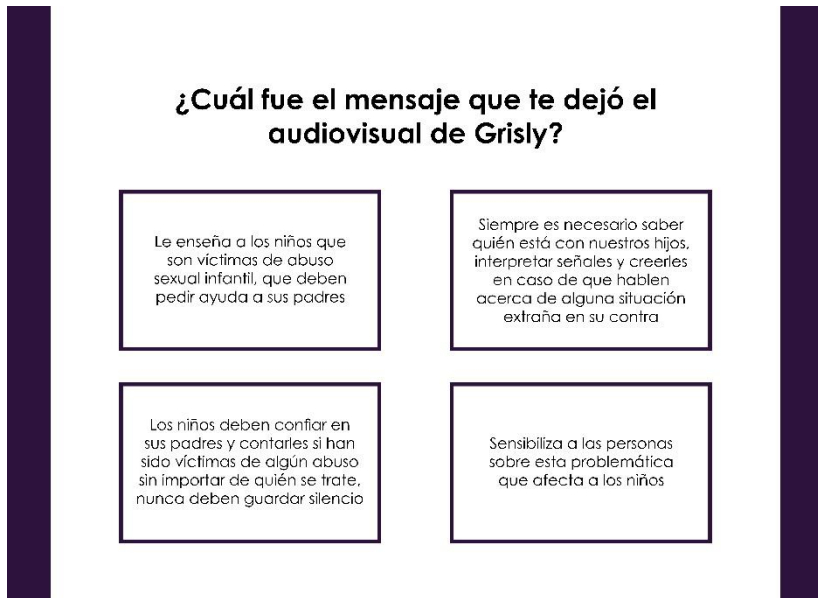 ¿Cuál fue el mensaje que te dejó el
audiovisual de Grisly?
Le enseña a los niños que
son víctimas de abuso
sexual infantil, que deben
pedir ayuda a sus padres
Siempre es necesario saber
quién está con nuestros hijos,
interpretar señales y creerles
en caso de que hablen
acerca de alguna situación
extraña en su contra
Los niños deben confiar en
sus padres y contarles si han
sido víctimas de algún abuso
sin importar de quién se trate,
nunca deben guardar silencio
Sensibiliza a las personas
sobre esta problemática
que afecta a los niños